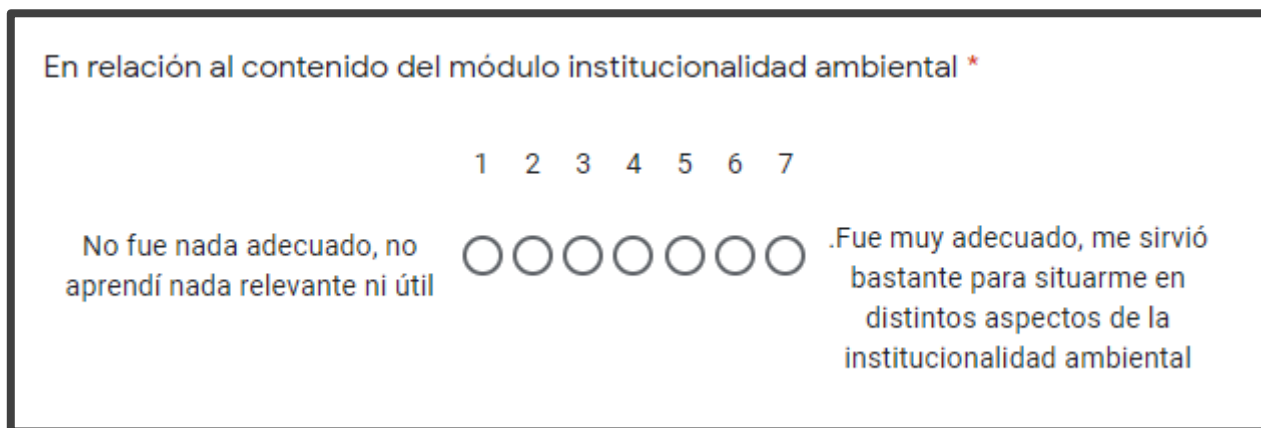 En relación al contenido del módulo institucionalidad ambiental *
1 2 3 4 5 6 7
No fue nada adecuado, no
aprendí nada relevante ni útil
.Fue muy adecuado, me sirvió
bastante para situarme en
distintos aspectos de la
institucionalidad ambiental